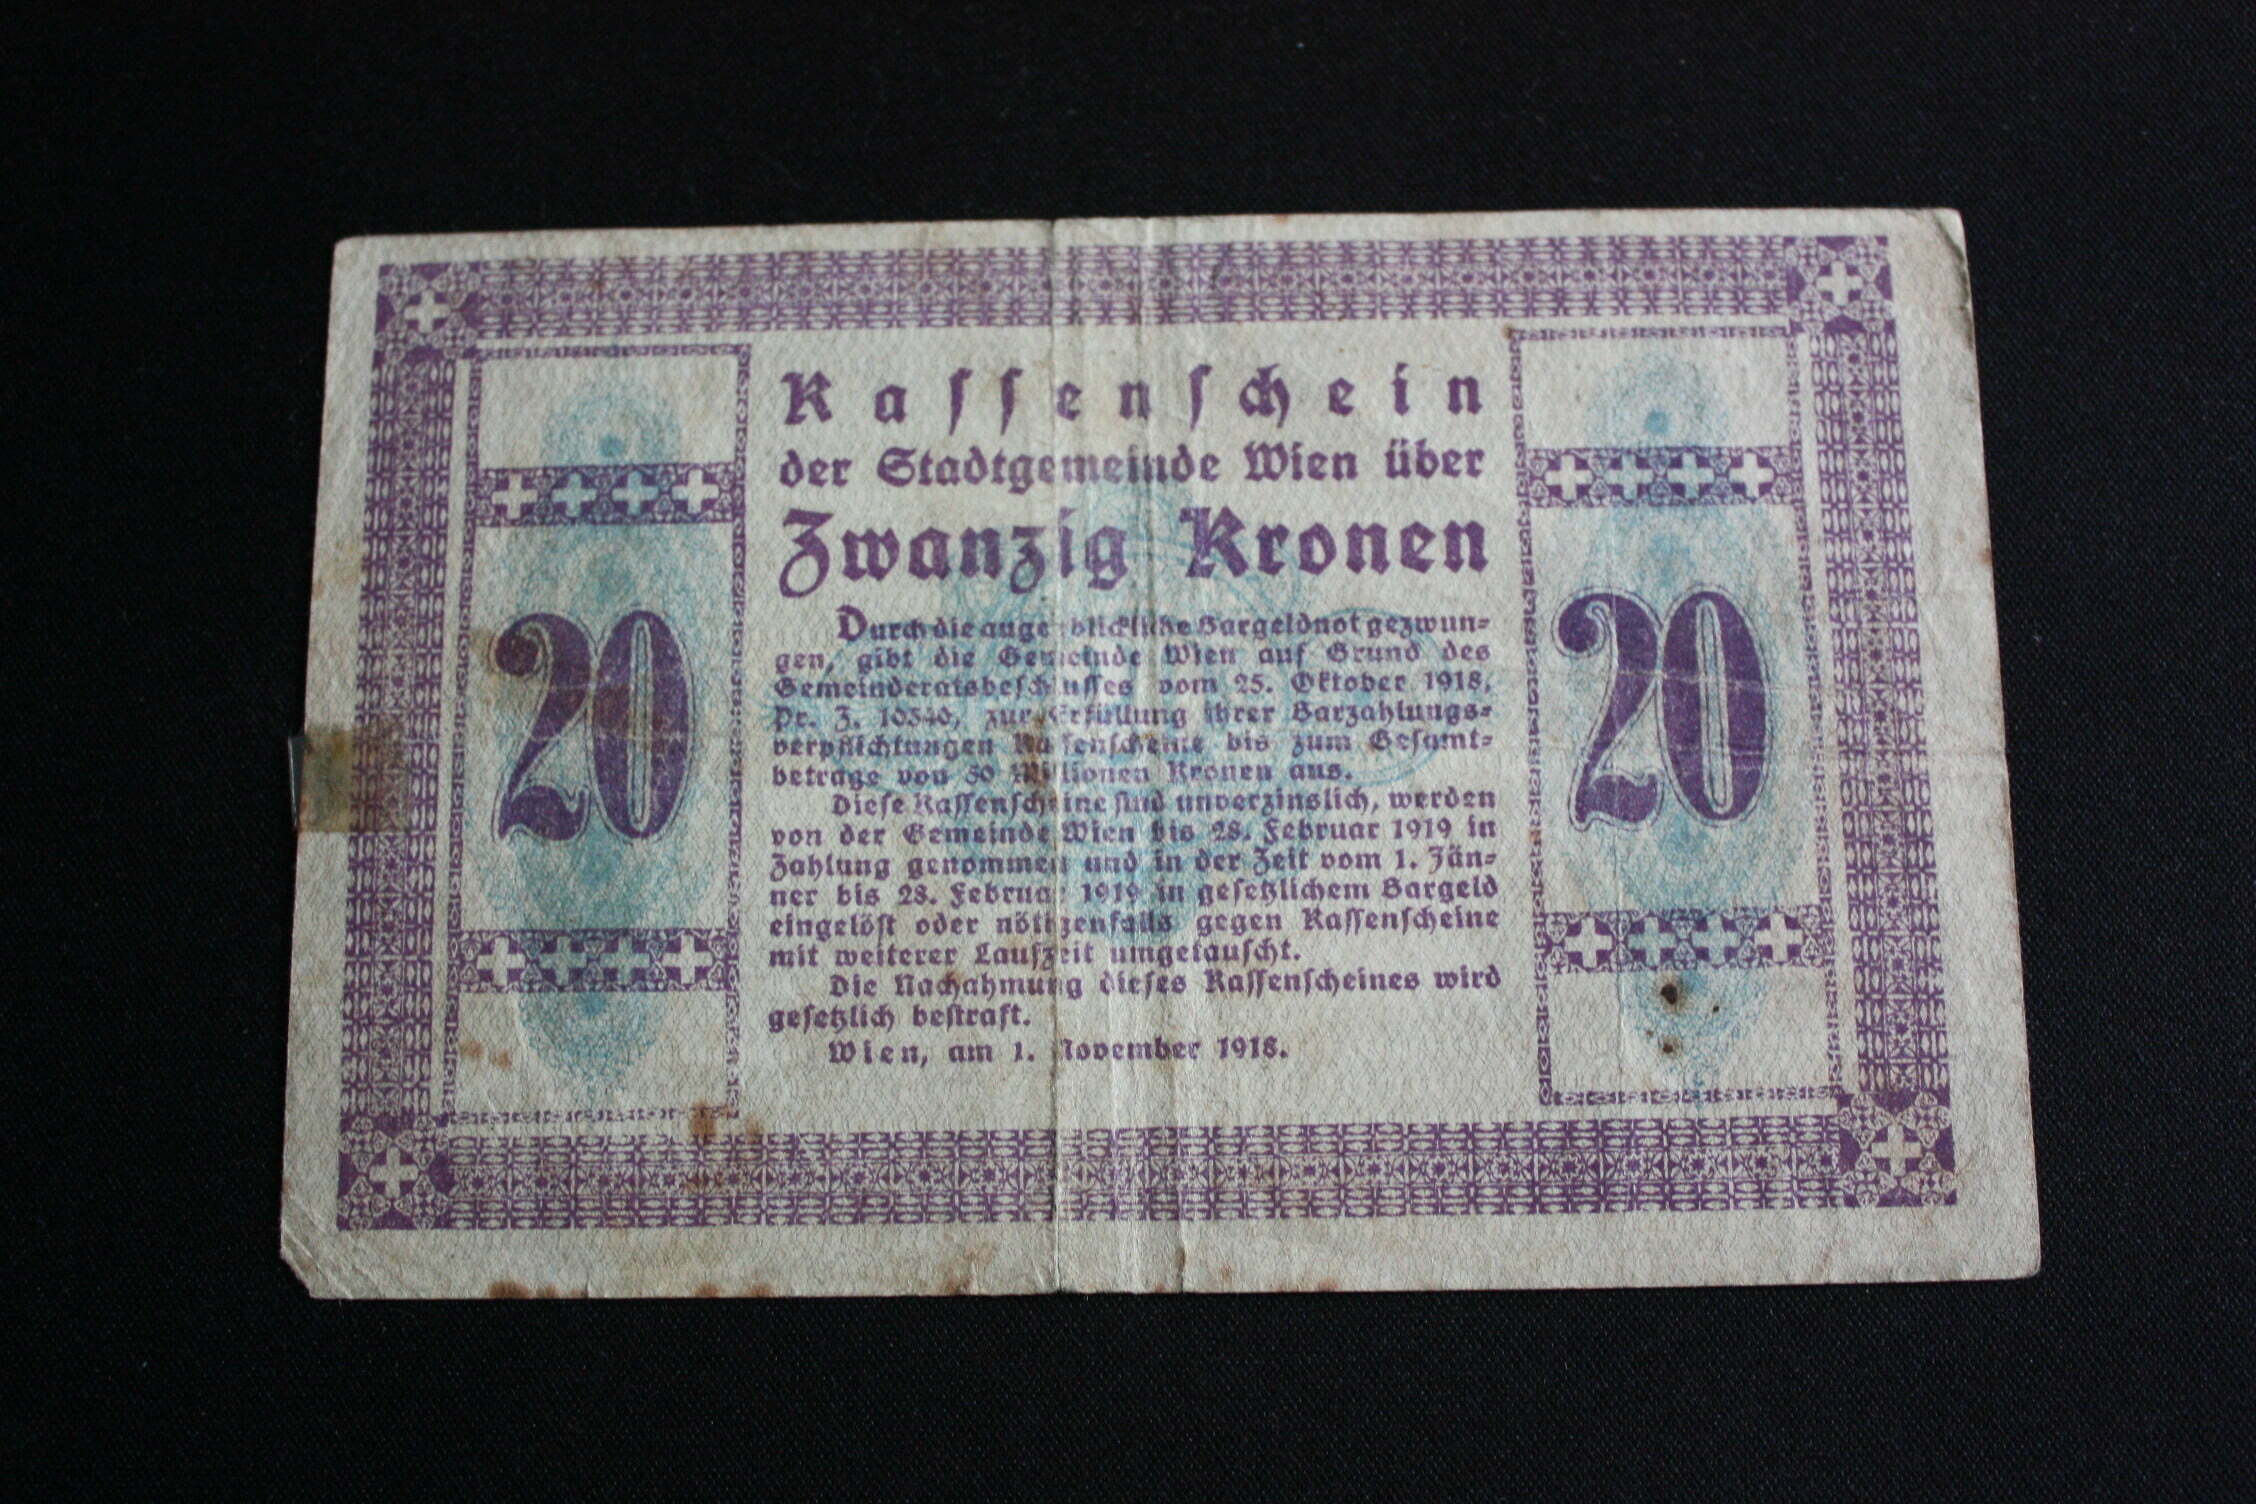 Kassenschein
der Stadtgemeinde Wien über
Zwanzig Kronen
20
20
Durch die augenblickliche Bargeldnot gezwun-
gen, gibt die Gemeinde Wien auf Grund des
Gemeinderatsbeschlusses vom 25. Oktober 1918,
Pr. Z. 10340, zur Erfüllung ihrer Barzahlungs-
verpflichtungen Kassenscheine bis zum Gesamt-
betrage von Millionen Kronen aus.
Diese Kassenscheine sind unverzinslich, werden
von der Gemeinde Wien bis 28. Februar 1919 in
Zahlung genommen und in der Zeit vom 1. Jän-
ner bis 28. Februar 1919 in gesetzlichem Bargeld
eingelöst oder nötigenfalls gegen Kassenscheine
mit weiterer Laufzeit umgetauscht.
Die Nachahmung dieses Kassenscheines wird
gesetzlich bestraft.
Wien, am 1. November 1918.